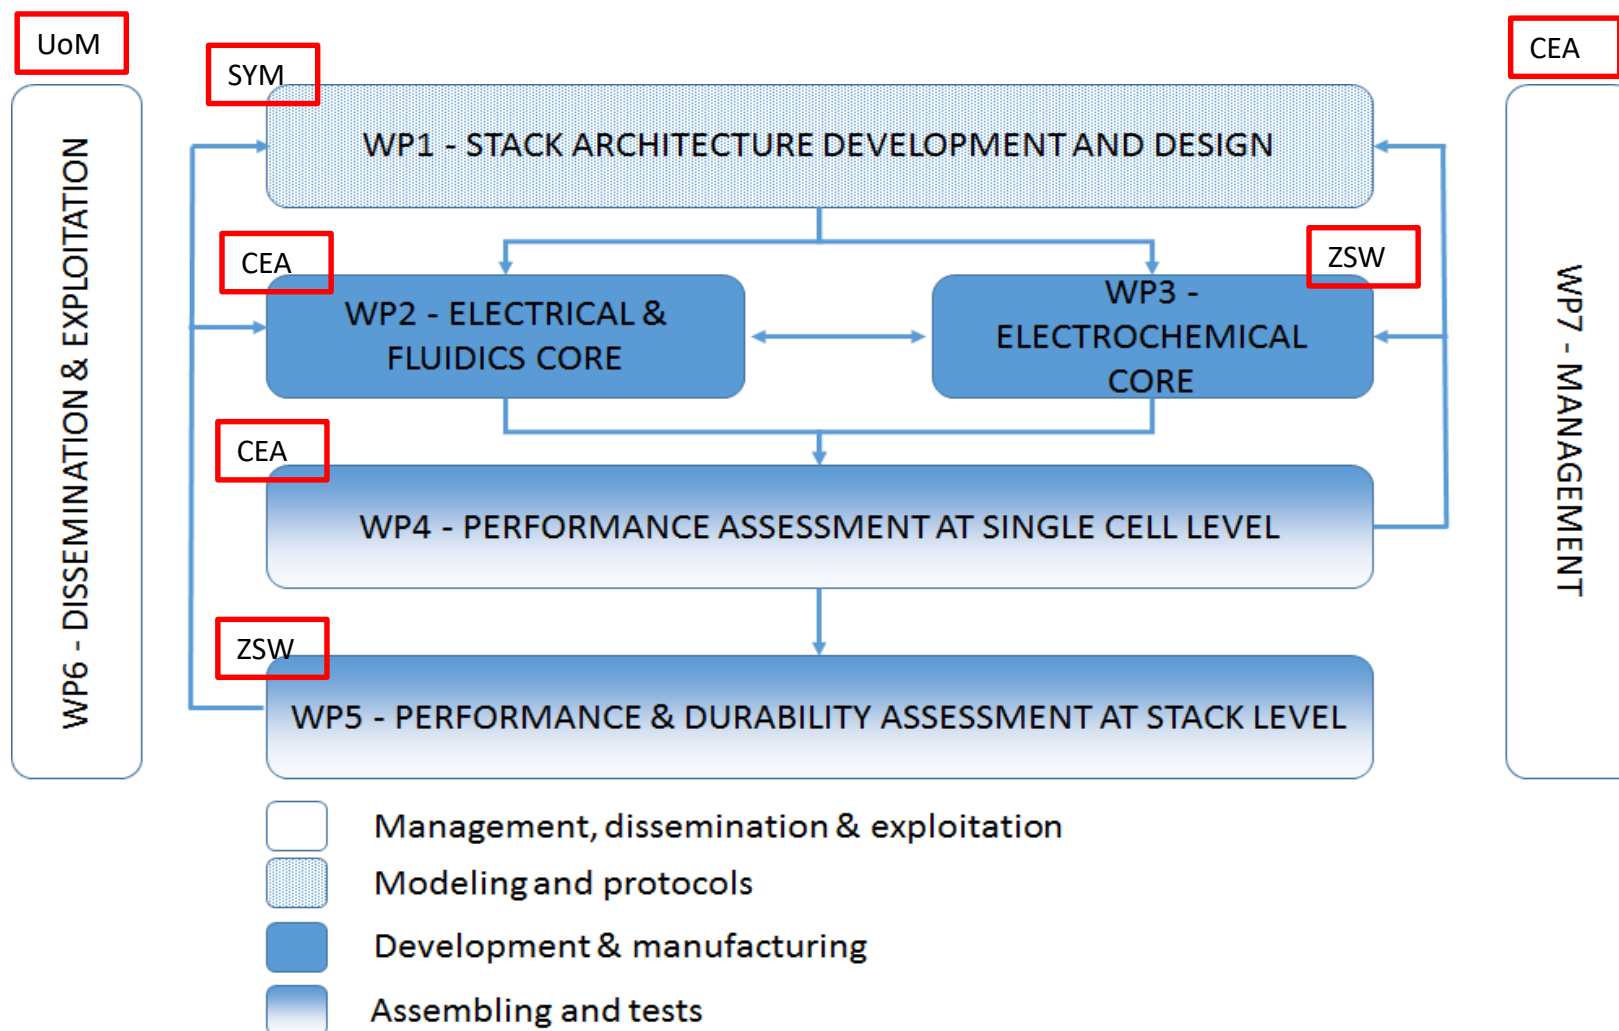 UoM
CEA
SYM
WP1 - STACK ARCHITECTURE DEVELOPMENT AND DESIGN
CEA
ZSW
WP2 - ELECTRICAL &
FLUIDICS CORE
WP3 -
ELECTROCHEMICAL
CORE
CEA
WP4 - PERFORMANCE ASSESSMENT AT SINGLE CELL LEVEL
ZSW
WP5 - PERFORMANCE & DURABILITY ASSESSMENT AT STACK LEVEL
WP6 - DISSEMINATION & EXPLOITATION
WP7 - MANAGEMENT
Management, dissemination & exploitation
Modeling and protocols
Development & manufacturing
Assembling and tests